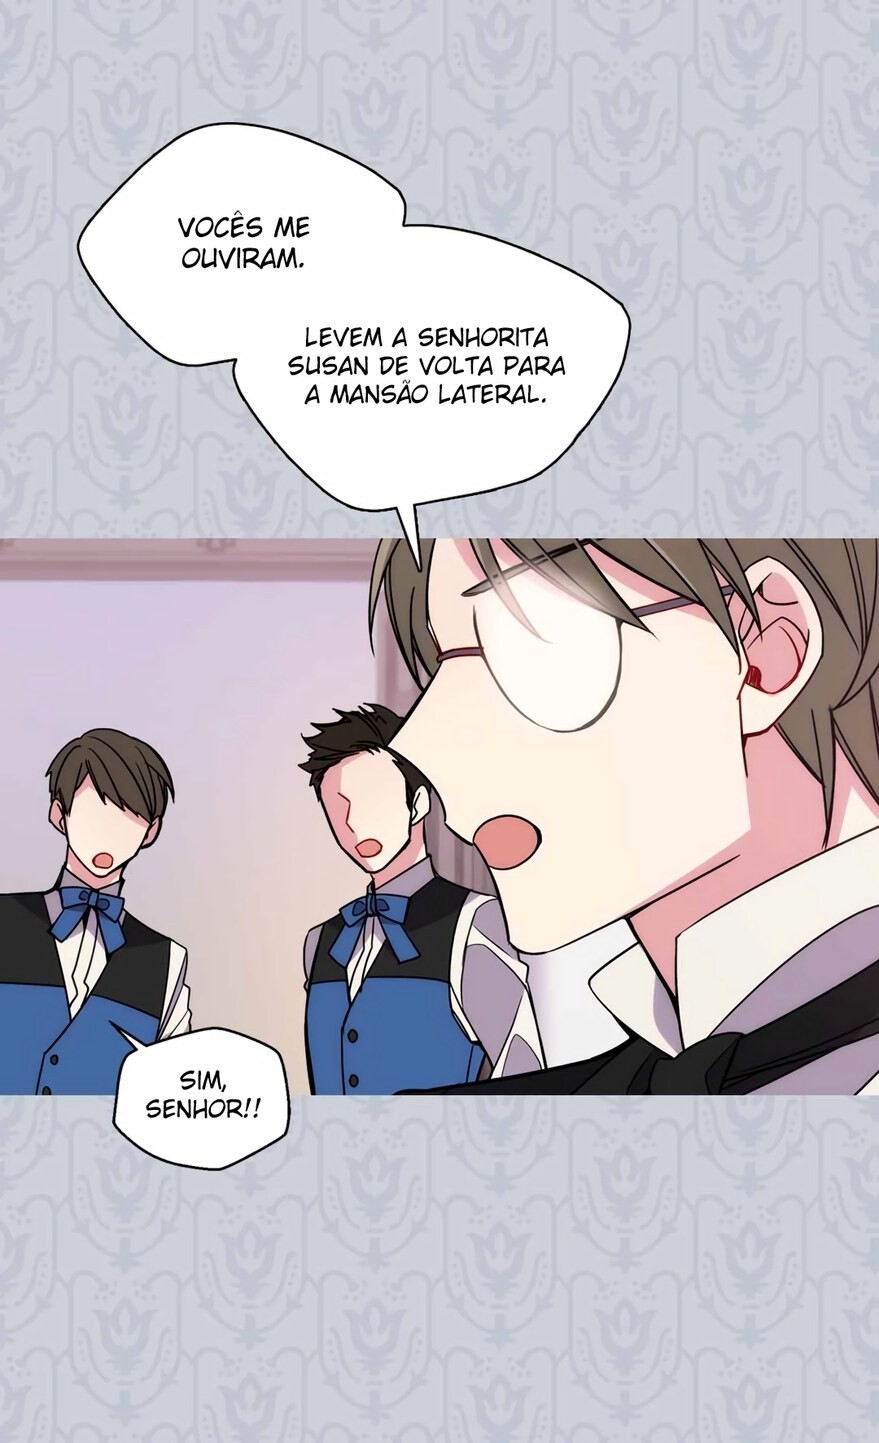 VOCÊS ME
OUVIRAM.
LEVEM A SENHORITA
SUSAN DE VOLTA PARA
A MANSÃO LATERAL.
SIM,
SENHOR!!